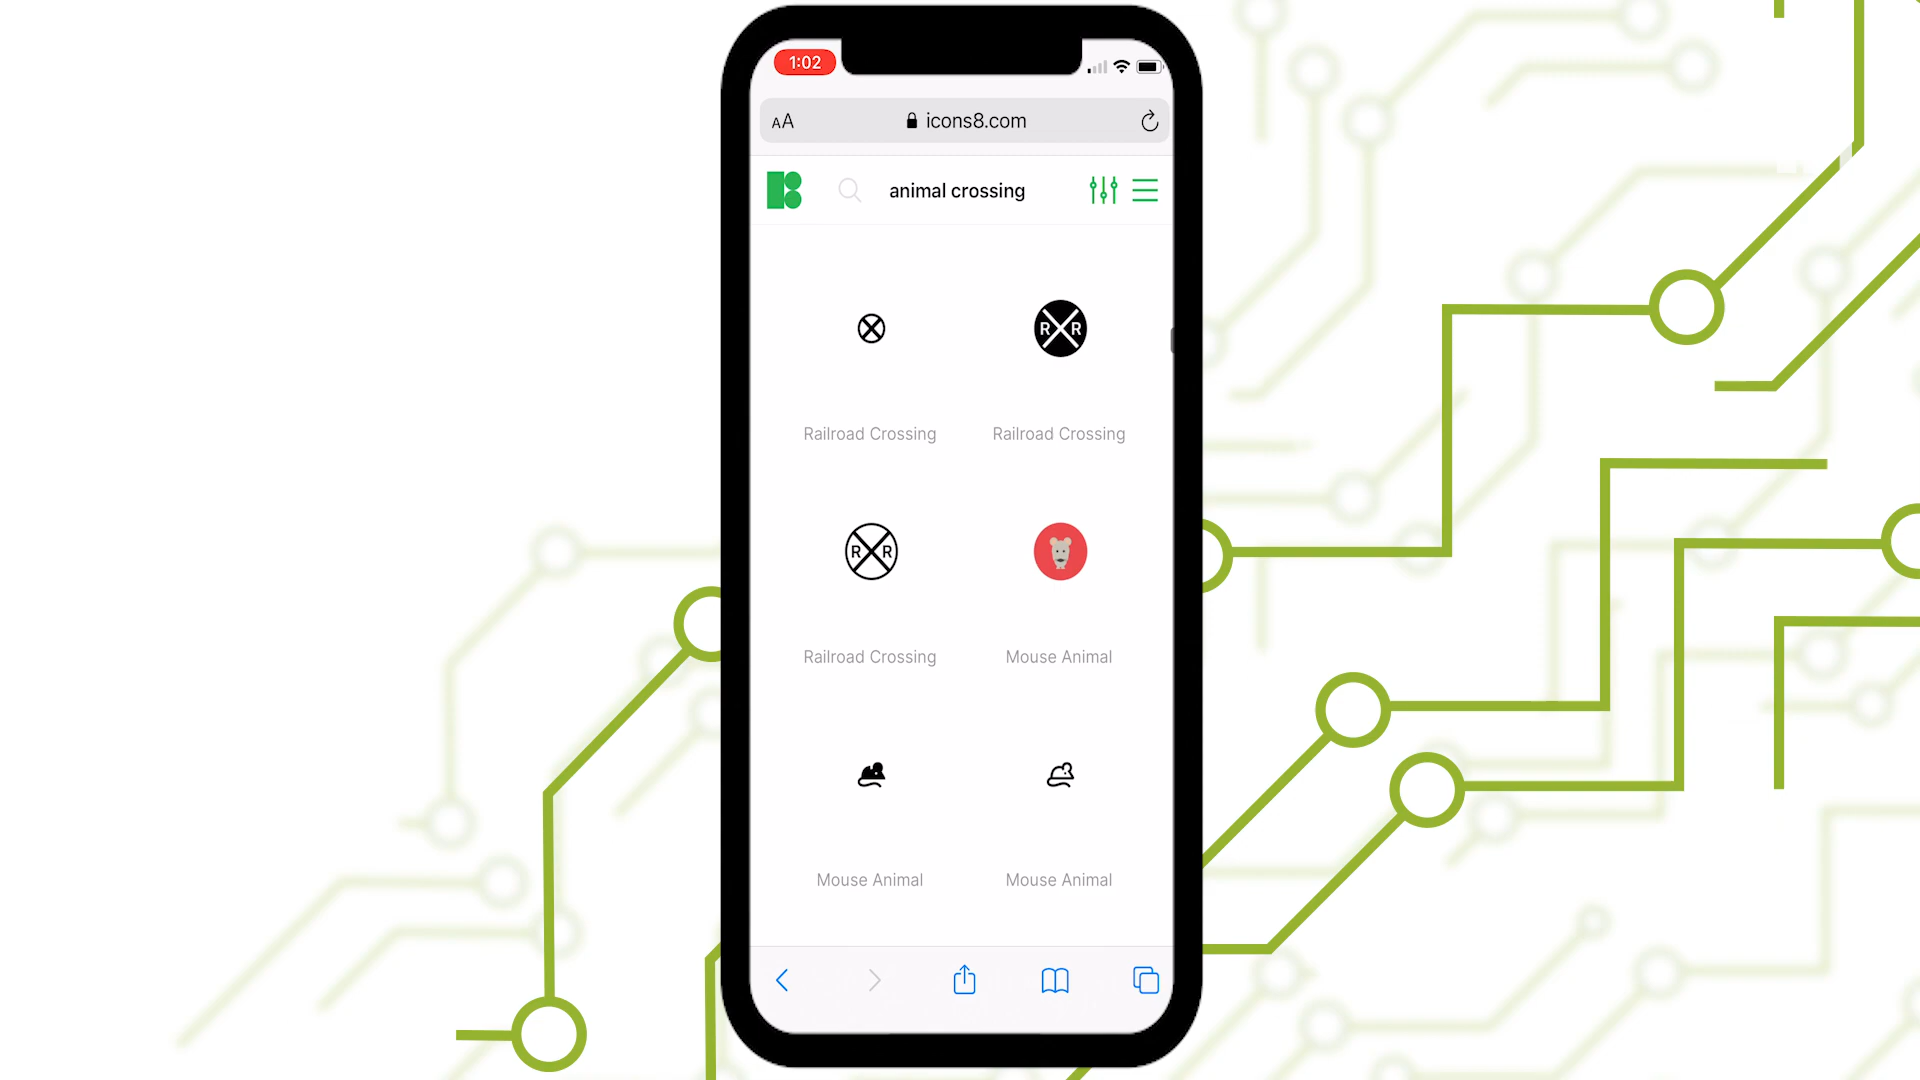 1:02
AA icons8.com
animal crossing
R R
Railroad Crossing Railroad Crossing
R R
Railroad Crossing Mouse Animal
Mouse Animal Mouse Animal